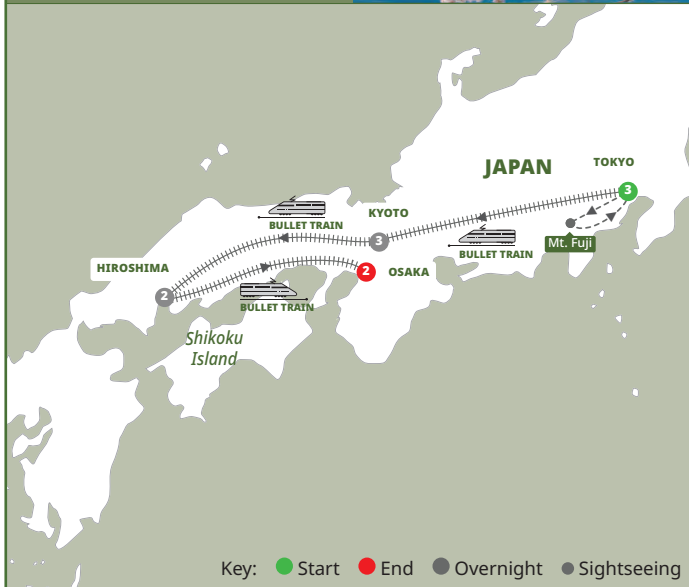 JAPAN
TOKYO
3
KYOTO
BULLET TRAIN
3
BULLET TRAIN
Mt. Fuji
HIROSHIMA
2
OSAKA
2
BULLET TRAIN
Shikoku
Island
Key: Start End Overnight Sightseeing